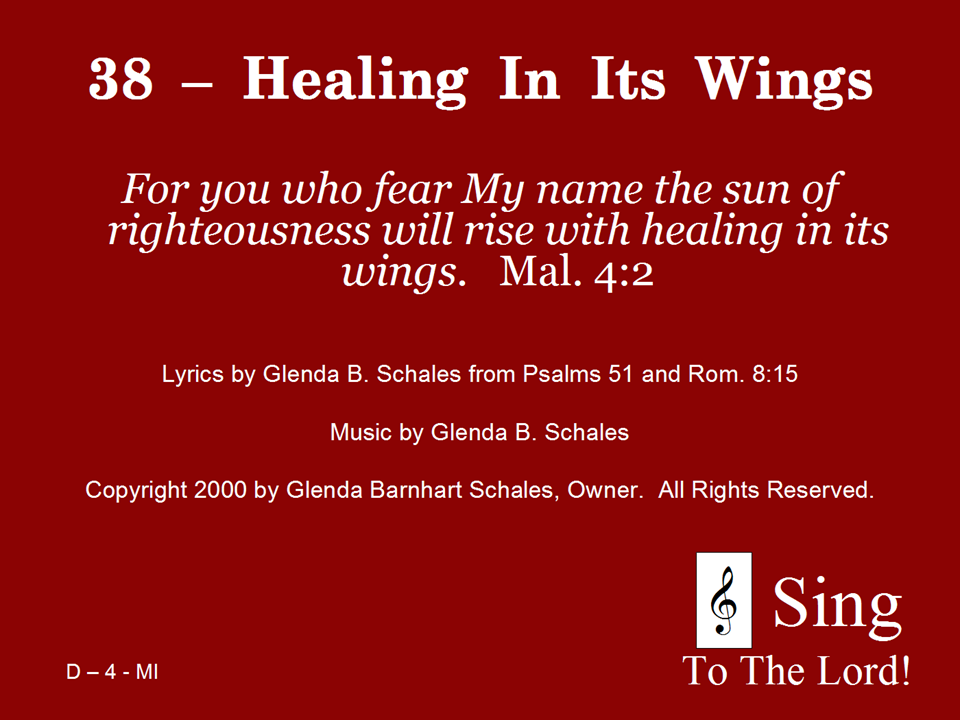 38 – Healing In Its Wings
For you who fear My name the sun of
righteousness will rise with healing in its
wings. Mal. 4:2
Lyrics by Glenda B. Schales from Psalms 51 and Rom. 8:15
Music by Glenda B. Schales
Copyright 2000 by Glenda Barnhart Schales, Owner. All Rights Reserved.
Sing
To The Lord!
D – 4 - MI